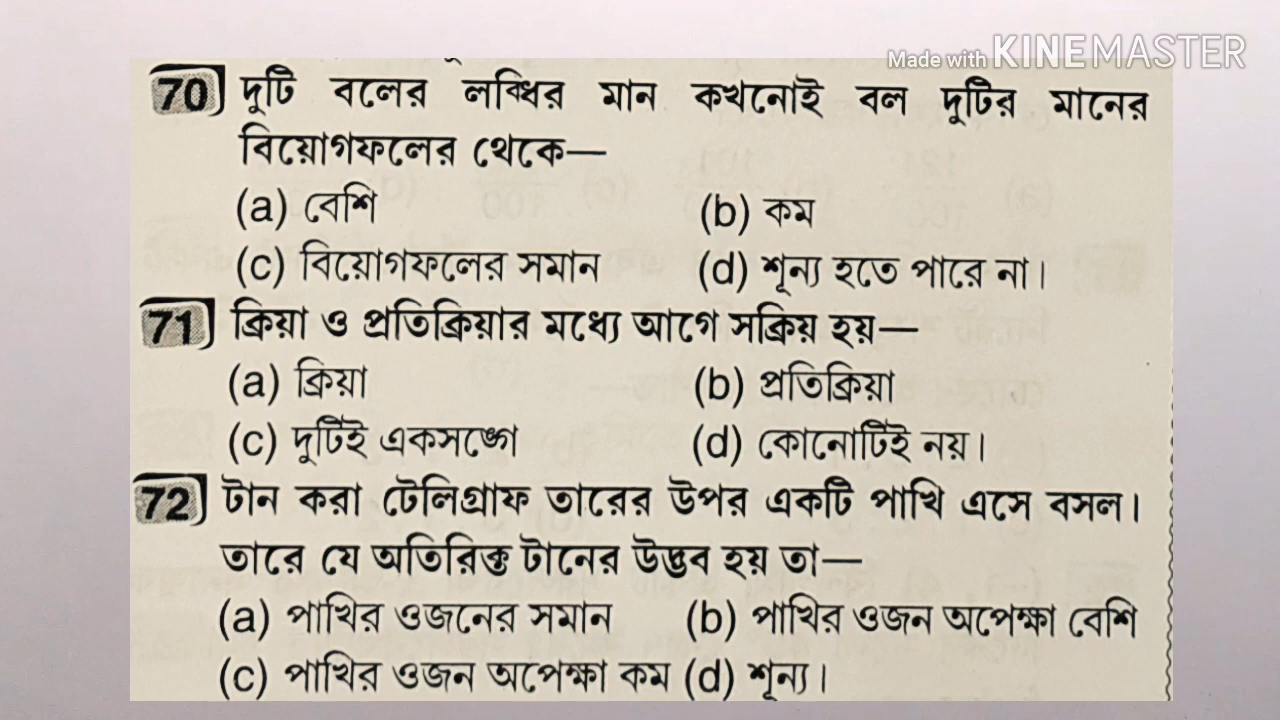 Made with KINEMASTER
70) দুটি বলের লব্ধির মান কখনোই বল দুটির মানের
বিয়োগফলের থেকে—
(a) বেশি (b) কম
(c) বিয়োগফলের সমান (d) শূন্য হতে পারে না।
71) ক্রিয়া ও প্রতিক্রিয়ার মধ্যে আগে সক্রিয় হয়—
(a) ক্রিয়া (b) প্রতিক্রিয়া
(c) দুটিই একসঙ্গে (d) কোনোটিই নয়।
72) টান করা টেলিগ্রাফ তারের উপর একটি পাখি এসে বসল।
তারে যে অতিরিক্ত টানের উদ্ভব হয় তা—
(a) পাখির ওজনের সমান (b) পাখির ওজন অপেক্ষা বেশি
(c) পাখির ওজন অপেক্ষা কম (d) শূন্য।